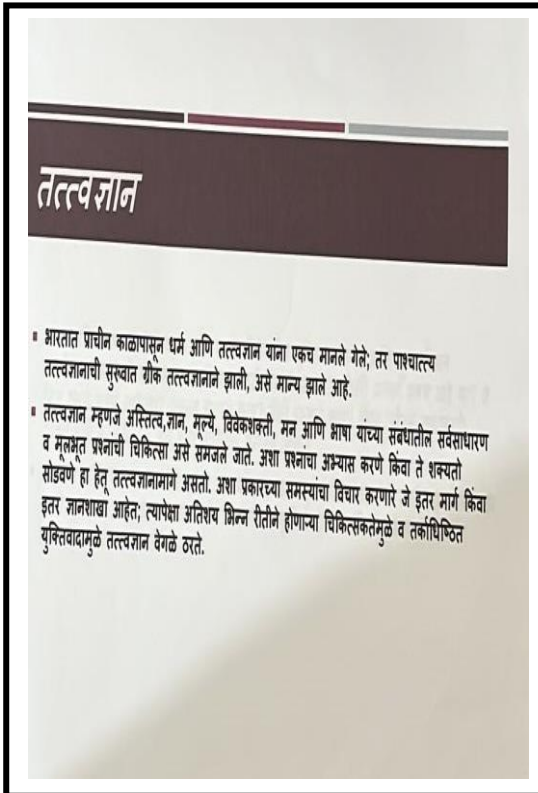 तत्त्वज्ञान
भारतात प्राचीन काळापासून धर्म आणि तत्त्वज्ञान यांना एकच मानले गेले; तर पाश्चात्त्य
तत्त्वज्ञानाची सुरुवात ग्रीक तत्त्वज्ञानाने झाली, असे मान्य झाले आहे.
तत्त्वज्ञान म्हणजे अस्तित्व,ज्ञान, मूल्ये, विवेकशक्ती, मन आणि भाषा यांच्या संबंधातील सर्वसाधारण
व मूलभूत प्रश्नांची चिकित्सा असे समजले जाते. अशा प्रश्नांचा अभ्यास करणे किंवा ते शक्यतो
सोडवणे हा हेतू तत्त्वज्ञानामागे असतो. अशा प्रकारच्या समस्यांचा विचार करणारे जे इतर मार्ग किंवा
इतर ज्ञानशाखा आहेत; त्यापेक्षा अतिशय भिन्न रीतीने होणाऱ्या चिकित्सकतेमुळे व तर्काधिष्ठित
युक्तिवादामुळे तत्त्वज्ञान वेगळे ठरते.